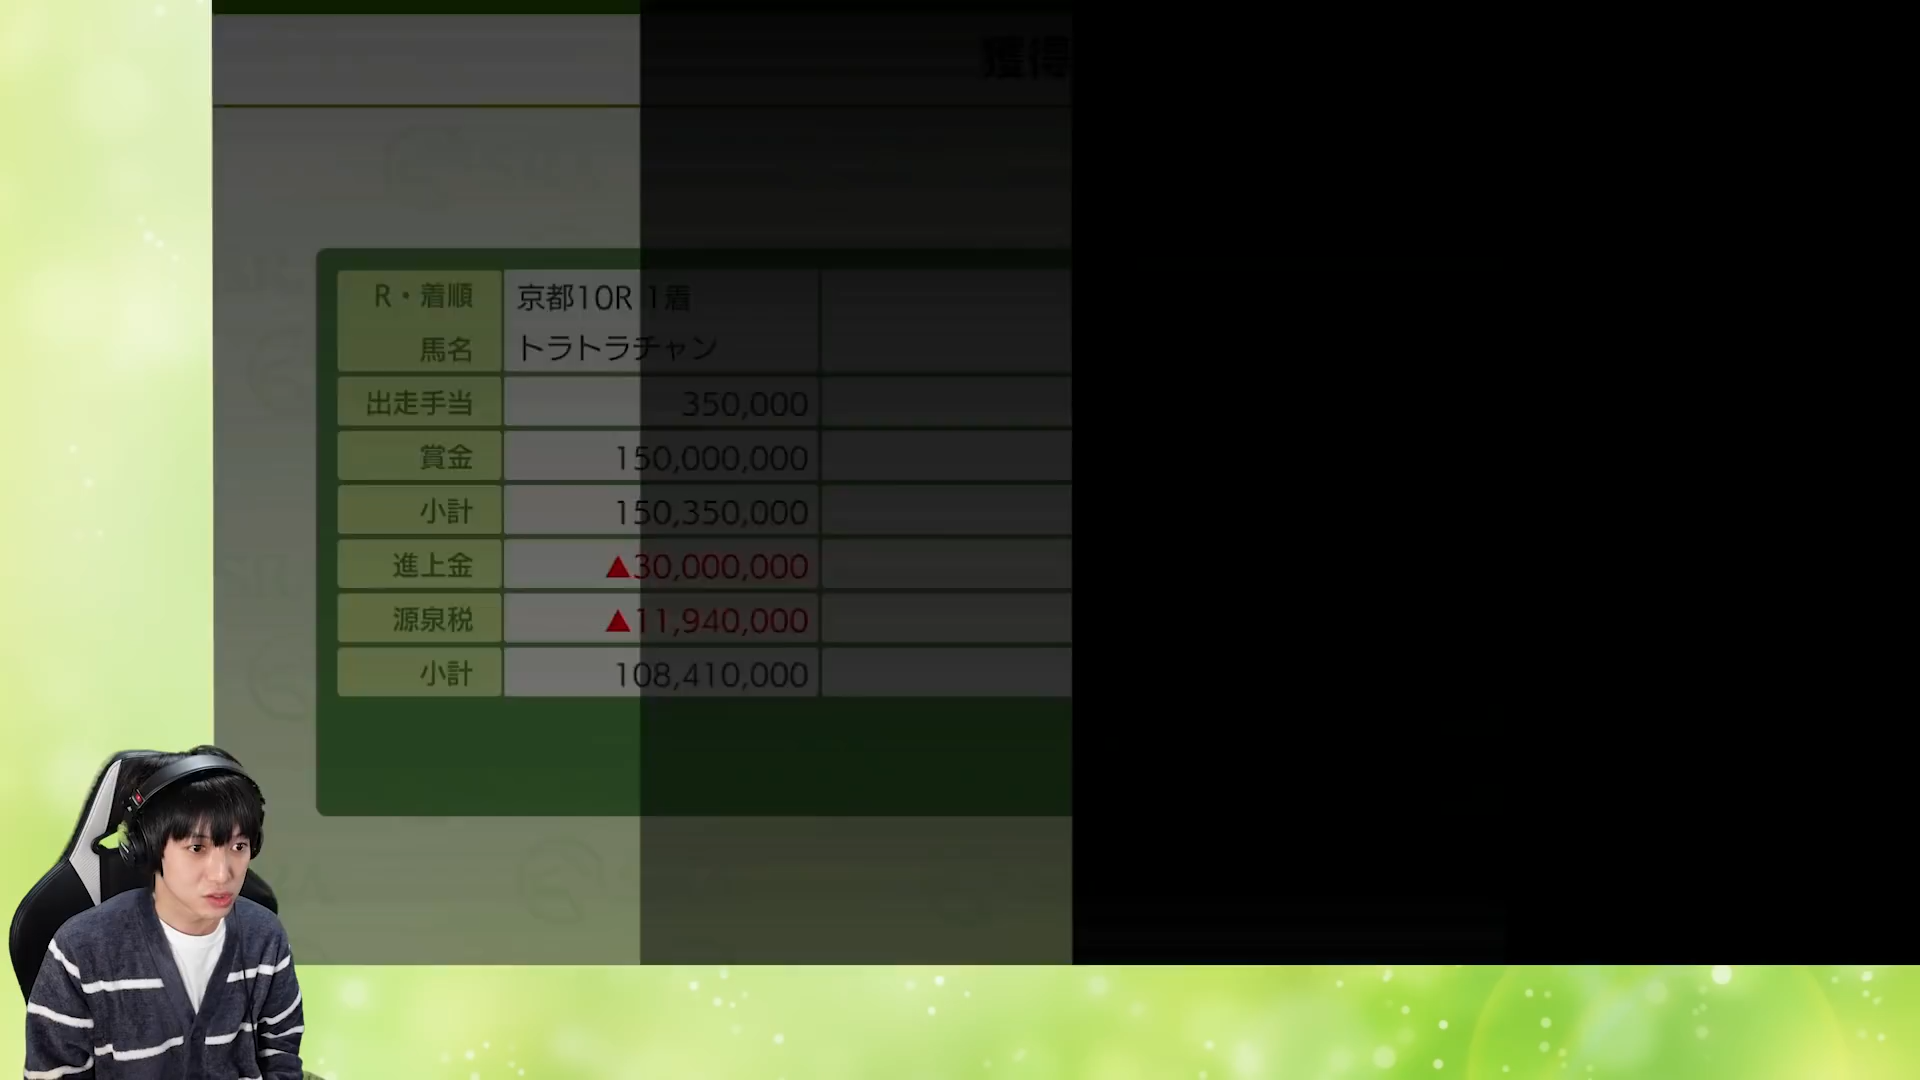 獲得
R・着順 京都10R 1着
馬名 トラトラチャン
出走手当 350,000
賞金 150,000,000
小計 150,350,000
進上金 ▲30,000,000
源泉税 ▲11,940,000
小計 108,410,000